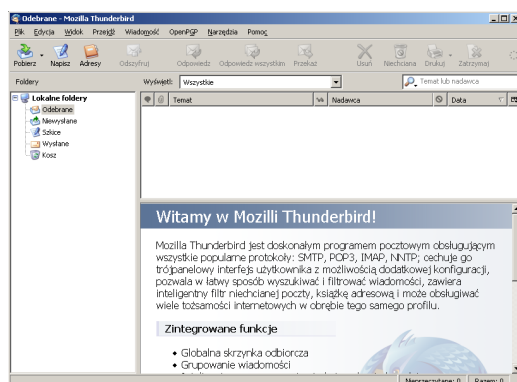 Odebrane - Mozilla Thunderbird
Plik Edycja Widok Przejdź Wiadomość OpenPGP Narzędzia Pomoc
Pobierz Napisz Adresy Odszyfruj Odpowiedz Odpowiedz wszystkim Przekaż Usuń Niechciana Drukuj Zatrzymaj
Foldery Wyświetl: Wszystkie Temat lub nadawca
Lokalne foldery
Odebrane
Niewysłane
Szkice
Wysłane
Kosz
Temat Nadawca Data
Witamy w Mozilli Thunderbird!
Mozilla Thunderbird jest doskonałym programem pocztowym obsługującym
wszystkie popularne protokoły: SMTP, POP3, IMAP, NNTP; cechuje go
trójpanelowy interfejs użytkownika z możliwością dodatkowej konfiguracji,
pozwala w łatwy sposób wyszukiwać i filtrować wiadomości, zawiera
inteligentny filtr niechcianej poczty, książkę adresową i może obsługiwać
wiele tożsamości internetowych w obrębie tego samego profilu.
Zintegrowane funkcje
Globalna skrzynka odbiorcza
Grupowanie wiadomości
Nieprzeczytane: 0 Razem: 0